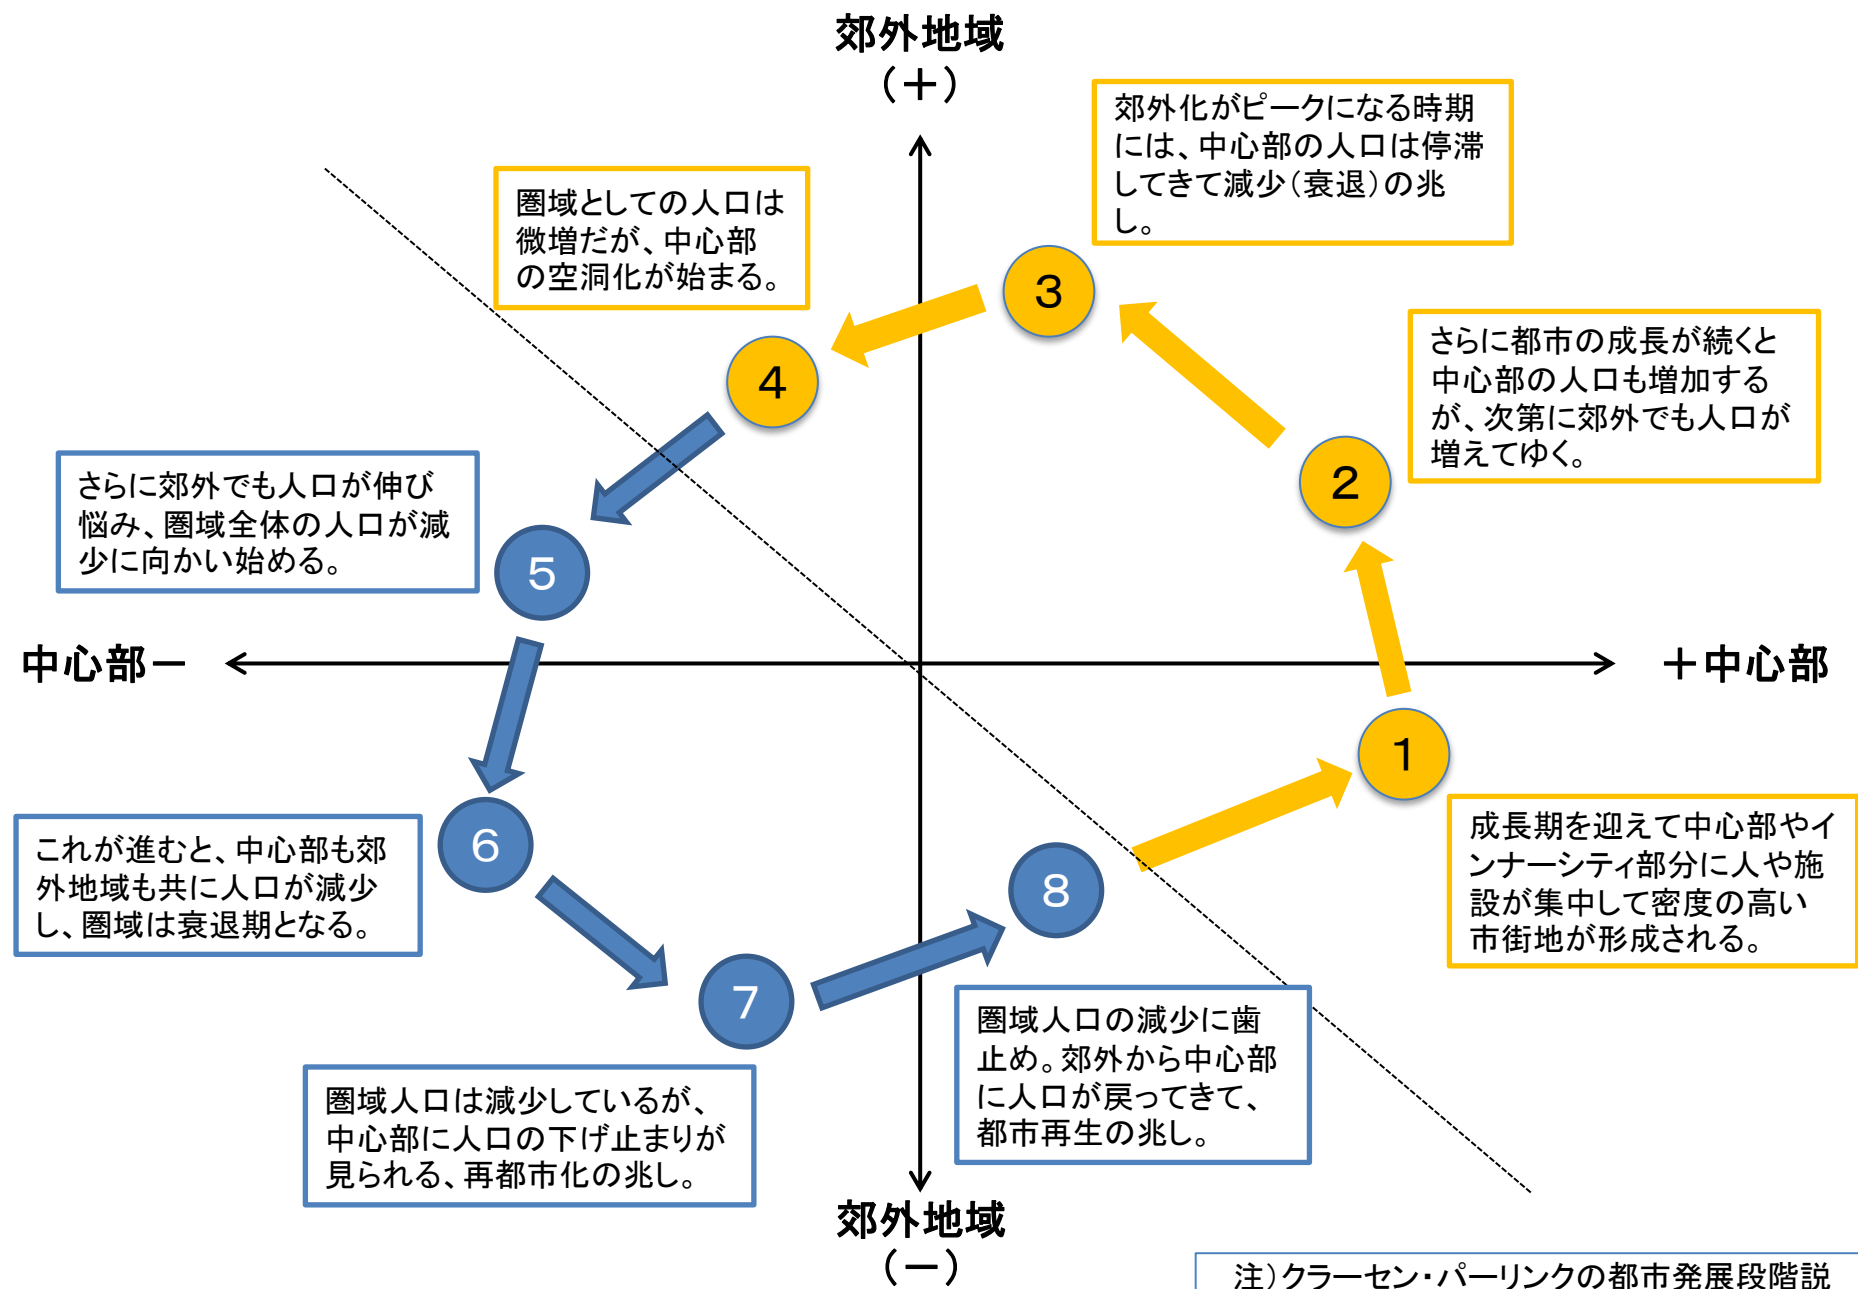 郊外地域
（＋）
郊外化がピークになる時期
には、中心部の人口は停滞
してきて減少（衰退）の兆
し。
圏域としての人口は
微増だが、中心部
の空洞化が始まる。
3
4
さらに都市の成長が続くと
中心部の人口も増加する
が、次第に郊外でも人口が
増えてゆく。
2
さらに郊外でも人口が伸び
悩み、圏域全体の人口が減
少に向かい始める。
5
中心部－
＋中心部
1
成長期を迎えて中心部やイ
ンナーシティ部分に人や施
設が集中して密度の高い
市街地が形成される。
これが進むと、中心部も郊
外地域も共に人口が減少
し、圏域は衰退期となる。
6
8
7
圏域人口の減少に歯
止め。郊外から中心部
に人口が戻ってきて、
都市再生の兆し。
圏域人口は減少しているが、
中心部に人口の下げ止まりが
見られる、再都市化の兆し。
郊外地域
（－）
注）クラーセン・パーリンクの都市発展段階説